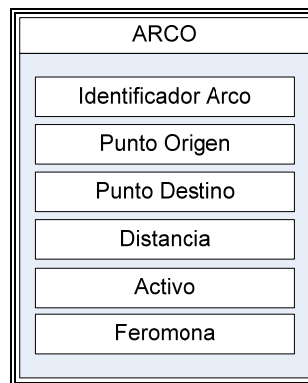 ARCO
Identificador Arco
Punto Origen
Punto Destino
Distancia
Activo
Feromona